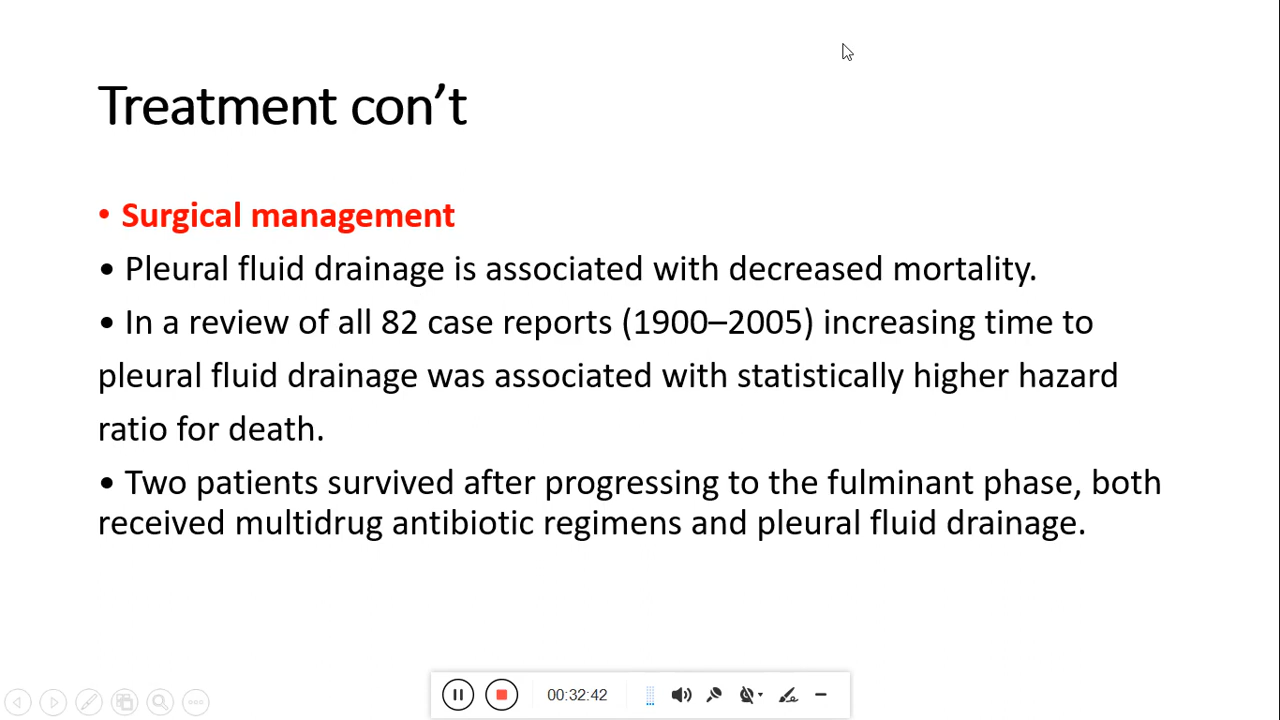 Treatment con’t
• Surgical management
• Pleural fluid drainage is associated with decreased mortality.
• In a review of all 82 case reports (1900–2005) increasing time to
pleural fluid drainage was associated with statistically higher hazard
ratio for death.
• Two patients survived after progressing to the fulminant phase, both
received multidrug antibiotic regimens and pleural fluid drainage.
00:32:42